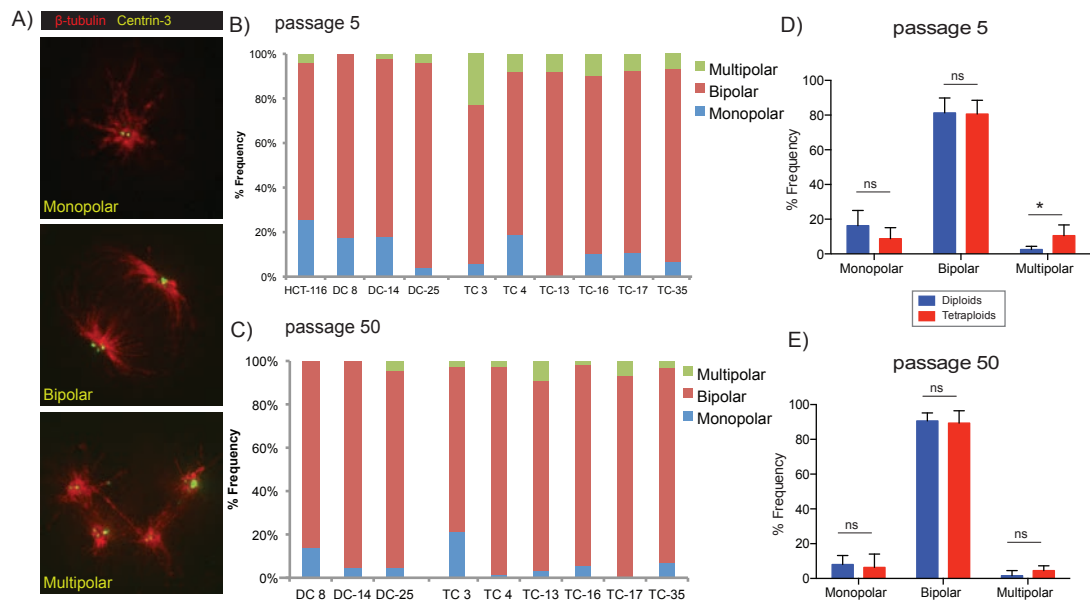 A)
β-tubulin Centrin-3
Monopolar
Bipolar
Multipolar
B) passage 5
100%
80%
60%
40%
20%
0%
% Frequency
HCT-116 DC 8 DC-14 DC-25 TC 3 TC 4 TC-13 TC-16 TC-17 TC-35
Multipolar
Bipolar
Monopolar
C) passage 50
100%
80%
60%
40%
20%
0%
% Frequency
DC 8 DC-14 DC-25 TC 3 TC 4 TC-13 TC-16 TC-17 TC-35
Multipolar
Bipolar
Monopolar
D) passage 5
100
80
60
40
20
0
% Frequency
ns
ns
*
Monopolar Bipolar Multipolar
Diploids
Tetraploids
E) passage 50
100
80
60
40
20
0
% Frequency
ns
ns
ns
Monopolar Bipolar Multipolar